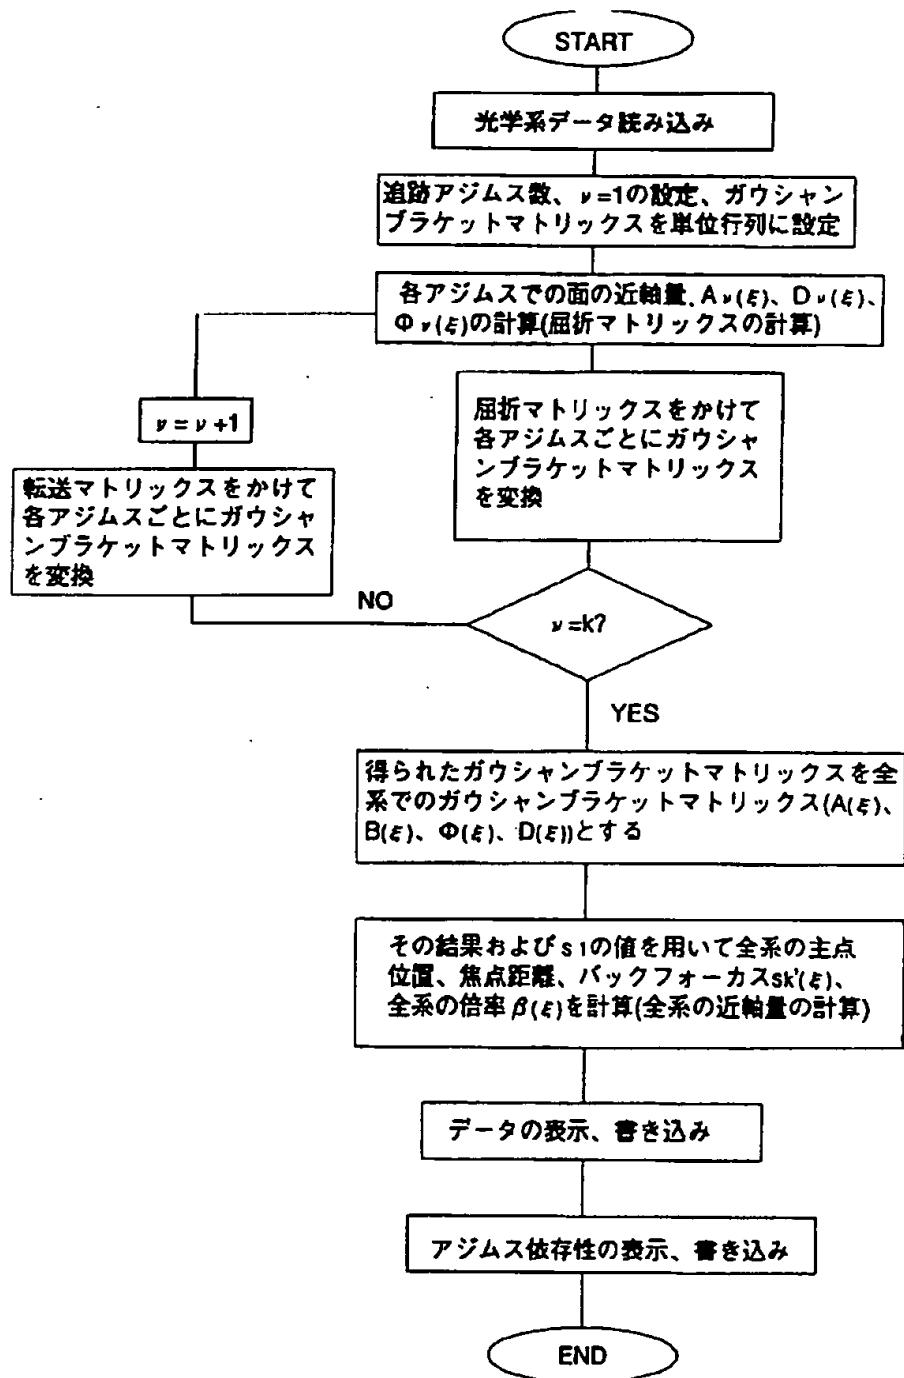 START
光学系データ読み込み
追跡アジムス数、ν=1の設定、ガウシャン
ブラケットマトリックスを単位行列に設定
各アジムスでの面の近軸量、Aν(ξ)、Dν(ξ)、
Φν(ξ)の計算(屈折マトリックスの計算)
屈折マトリックスをかけて
各アジムスごとにガウシャ
ンブラケットマトリックス
を変換
ν=ν+1
転送マトリックスをかけて
各アジムスごとにガウシャ
ンブラケットマトリックス
を変換
NO
ν=k?
YES
得られたガウシャンブラケットマトリックスを全
系でのガウシャンブラケットマトリックス(A(ξ)、
B(ξ)、Φ(ξ)、D(ξ))とする
その結果およびs1の値を用いて全系の主点
位置、焦点距離、バックフォーカスsk'(ξ)、
全系の倍率β(ξ)を計算(全系の近軸量の計算)
データの表示、書き込み
アジムス依存性の表示、書き込み
END